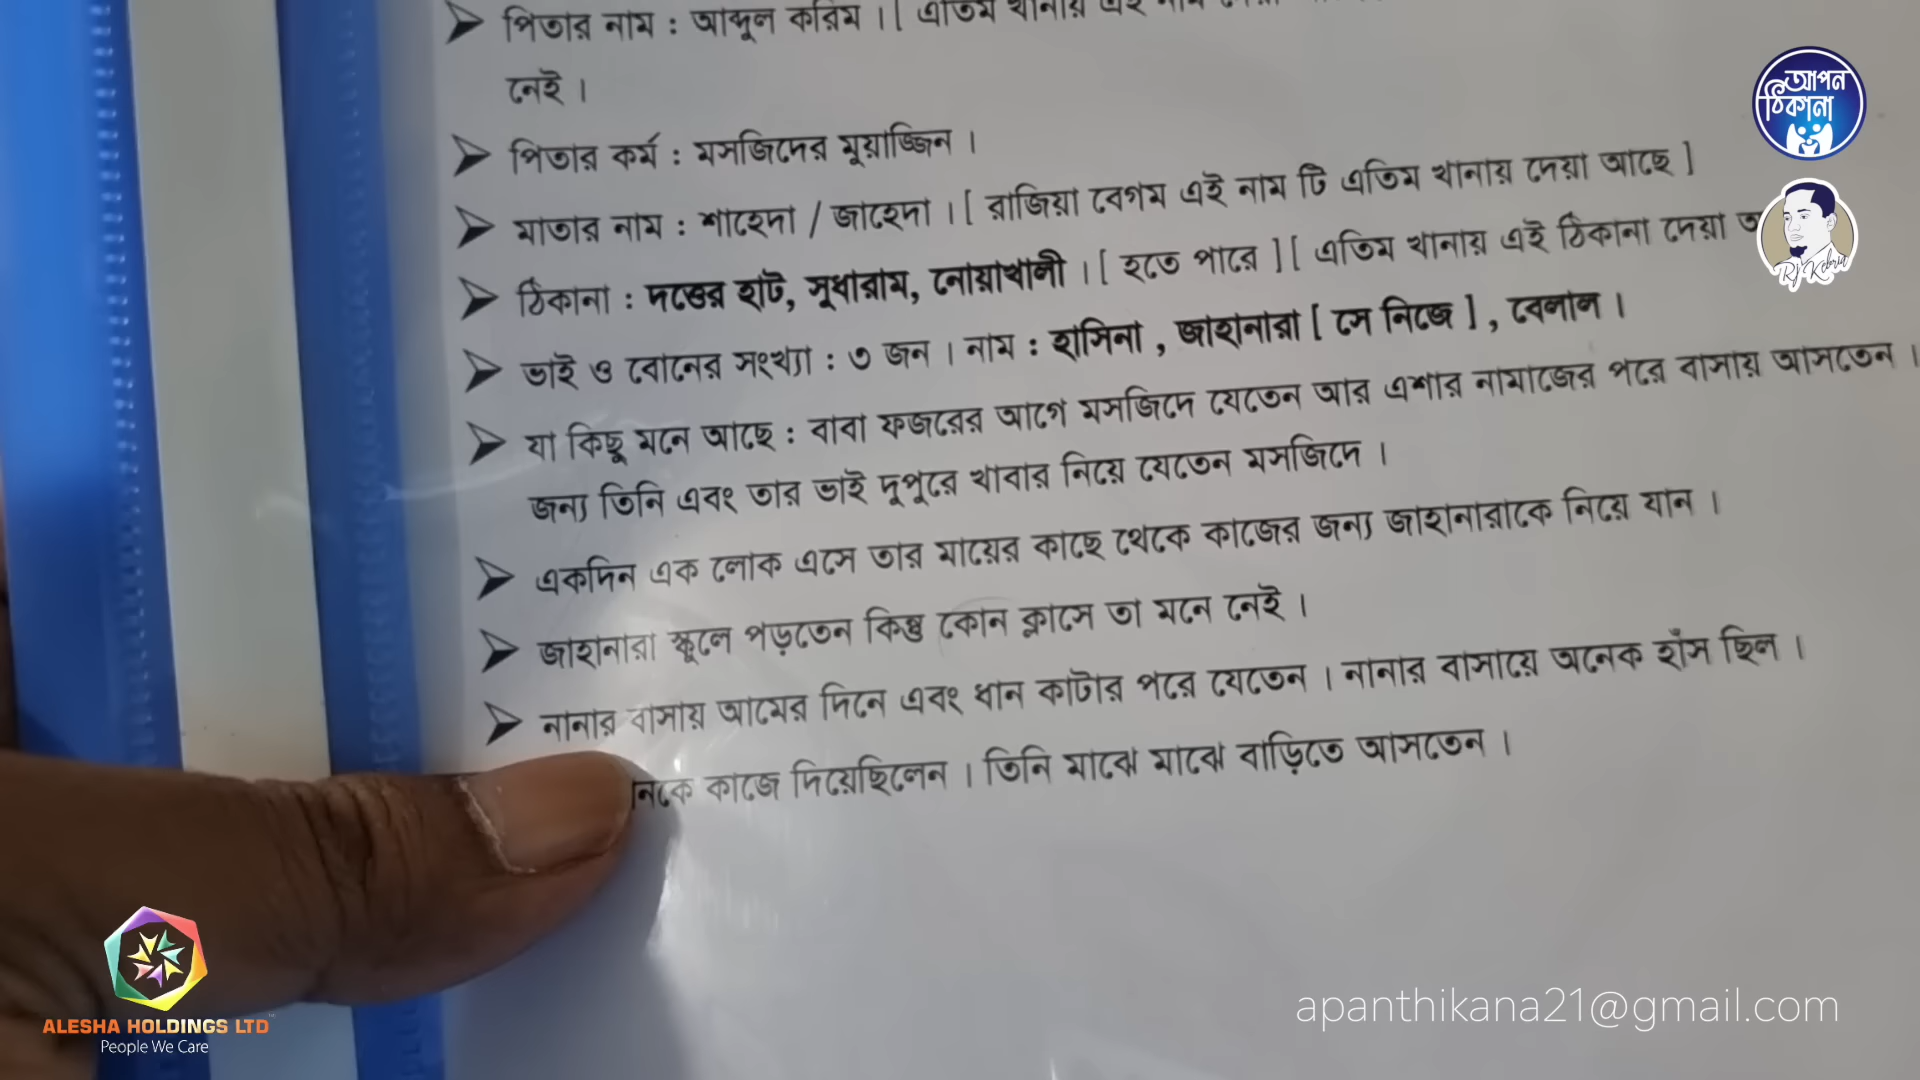 ➤ পিতার নাম : আব্দুল করিম । [ এতিম খানায় এই নাম দেয়া
নেই ।
➤ পিতার কর্ম : মসজিদের মুয়াজ্জিন ।
➤ মাতার নাম : শাহেদা / জাহেদা । [ রাজিয়া বেগম এই নাম টি এতিম খানায় দেয়া আছে ]
➤ ঠিকানা : দত্তের হাট, সুধারাম, নোয়াখালী । [ হতে পারে ] [ এতিম খানায় এই ঠিকানা দেয়া
➤ ভাই ও বোনের সংখ্যা : ৩ জন । নাম : হাসিনা , জাহানারা [ সে নিজে ] , বেলাল ।
➤ যা কিছু মনে আছে : বাবা ফজরের আগে মসজিদে যেতেন আর এশার নামাজের পরে বাসায় আসতেন ।
জন্য তিনি এবং তার ভাই দুপুরে খাবার নিয়ে যেতেন মসজিদে ।
➤ একদিন এক লোক এসে তার মায়ের কাছে থেকে কাজের জন্য জাহানারাকে নিয়ে যান ।
➤ জাহানারা স্কুলে পড়তেন কিন্তু কোন ক্লাসে তা মনে নেই ।
➤ নানার বাসায় আমের দিনে এবং ধান কাটার পরে যেতেন । নানার বাসায়ে অনেক হাঁস ছিল ।
কাজে দিয়েছিলেন । তিনি মাঝে মাঝে বাড়িতে আসতেন ।
আপন
ঠিকানা
RJ Kebria
ALESHA HOLDINGS LTD
People We Care
apanthikana21@gmail.com